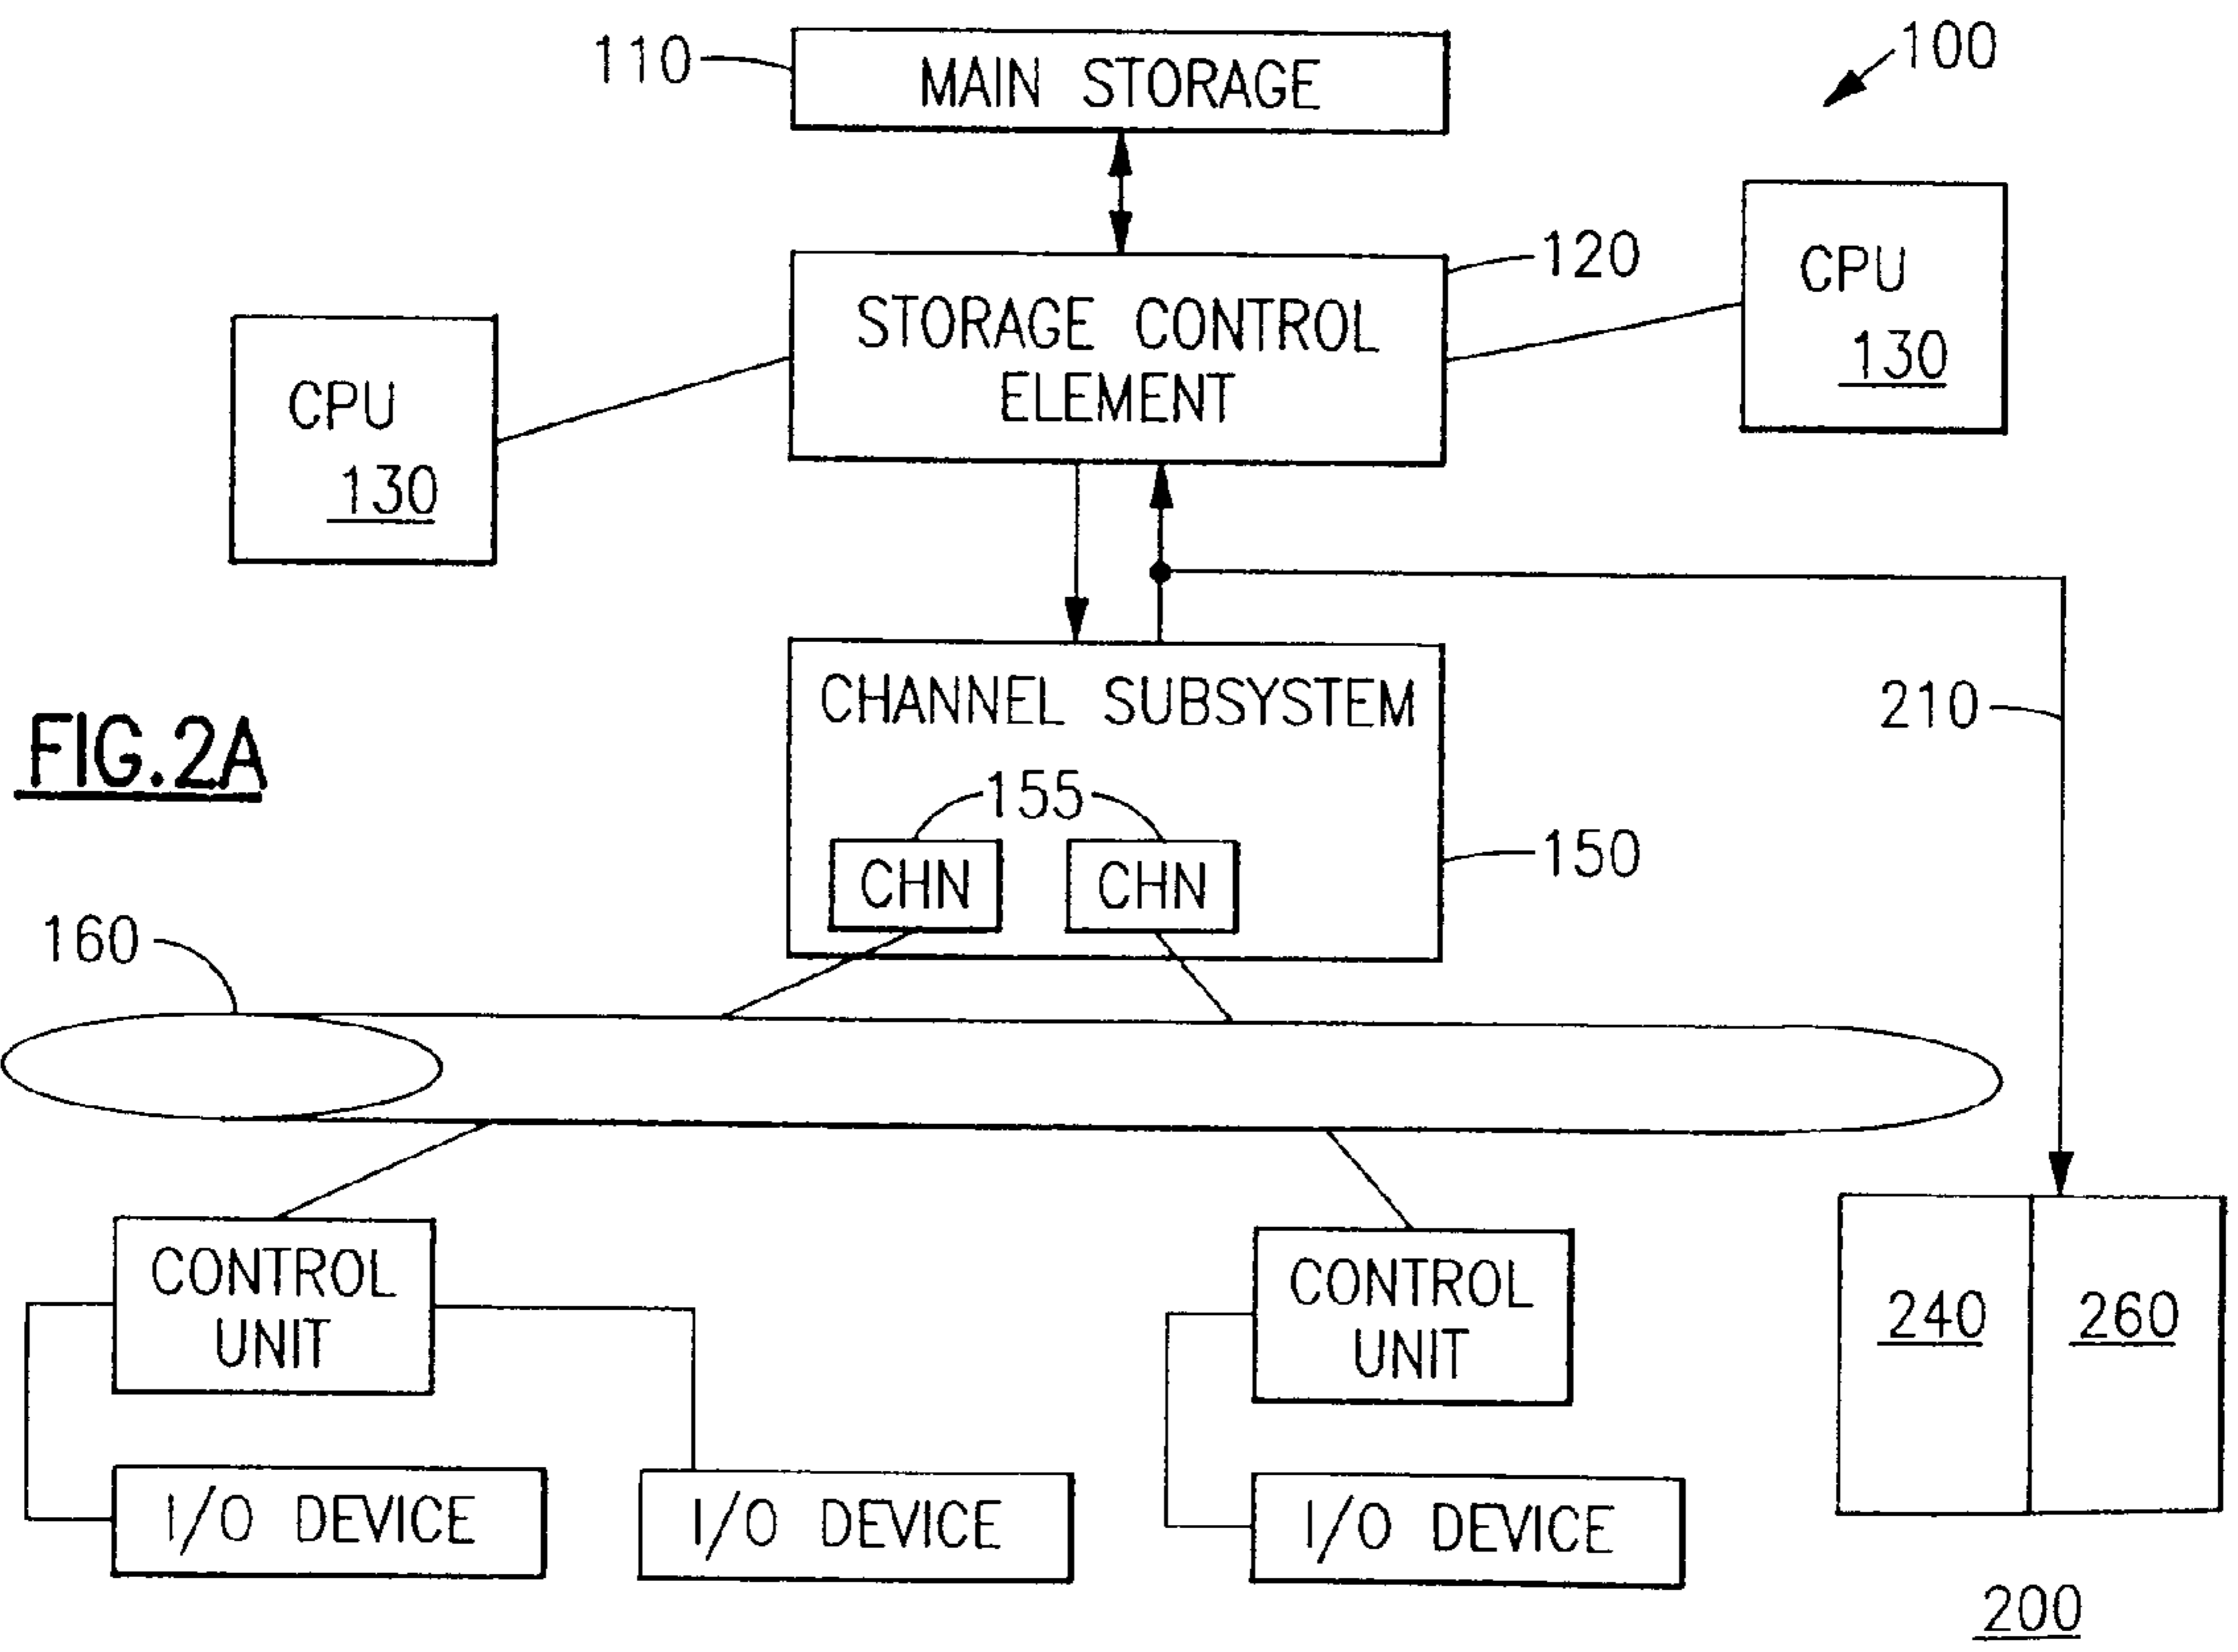 110
MAIN STORAGE
100
120
STORAGE CONTROL
ELEMENT
CPU
130
CPU
130
FIG.2A
CHANNEL SUBSYSTEM
155
CHN
CHN
150
210
160
CONTROL
UNIT
CONTROL
UNIT
240
260
I/O DEVICE
I/O DEVICE
I/O DEVICE
200